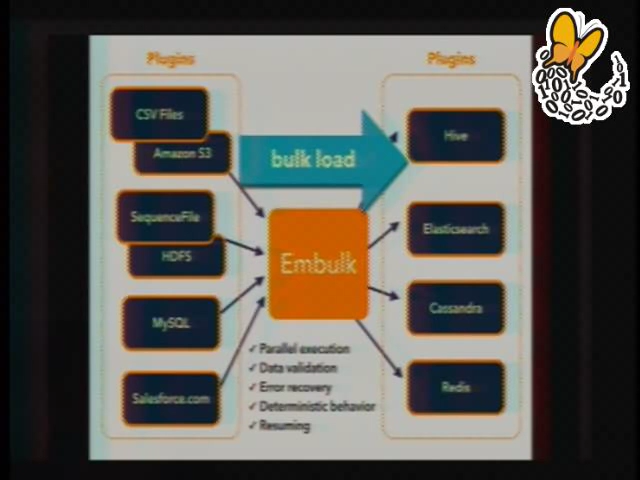 Plugins
Plugins
CSV Files
Amazon S3
SequenceFile
HDFS
MySQL
Salesforce.com
bulk load
Embulk
✓ Parallel execution
✓ Data validation
✓ Error recovery
✓ Deterministic behavior
✓ Resuming
Hive
Elasticsearch
Cassandra
Redis